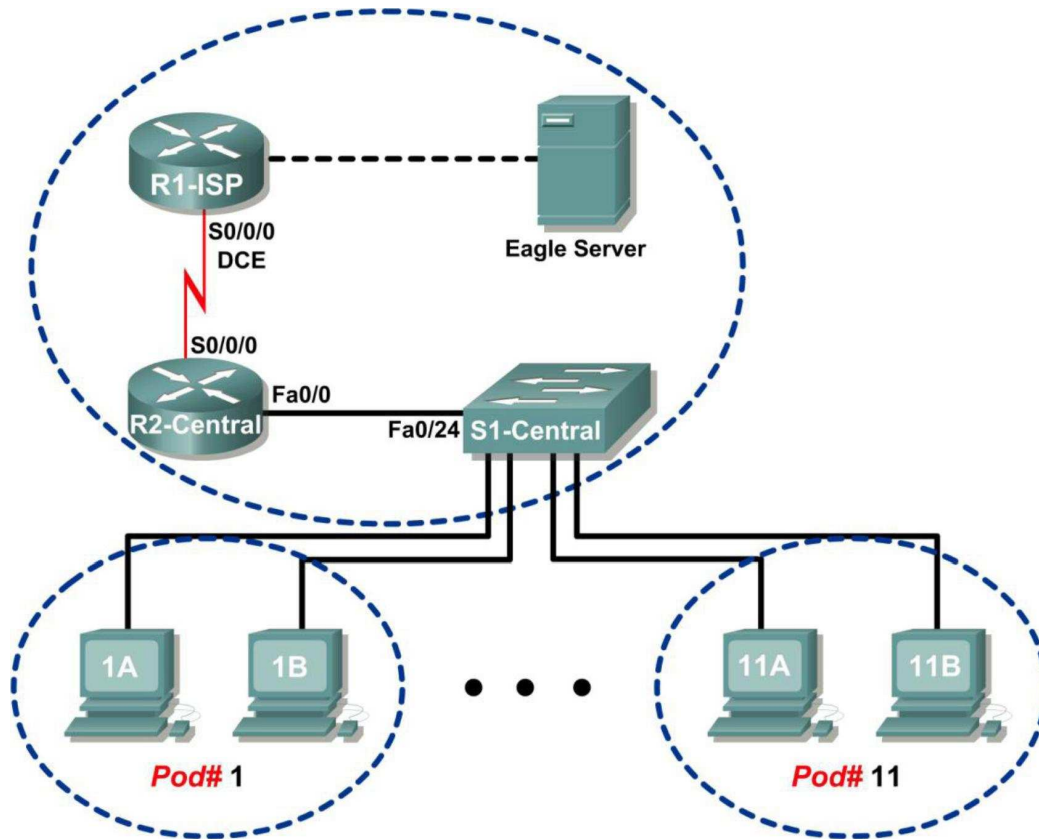 R1-ISP
S0/0/0
DCE
Eagle Server
S0/0/0
R2-Central
Fa0/0
Fa0/24
S1-Central
1A
1B
11A
11B
Pod# 1
Pod# 11